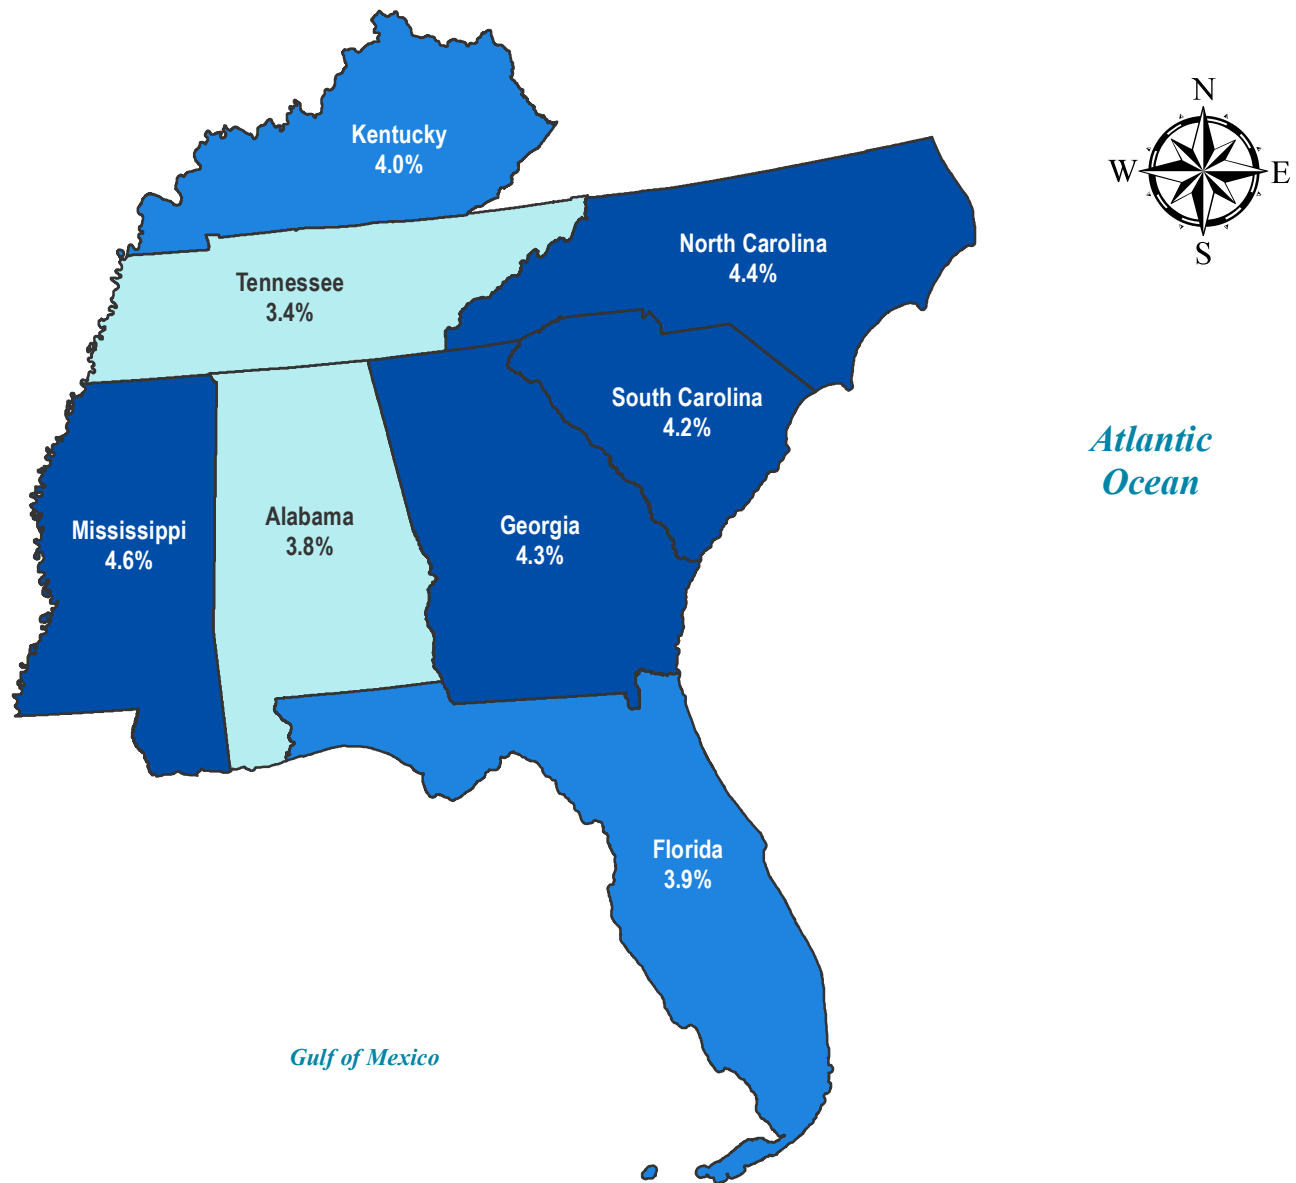 N
W
E
S
Kentucky
4.0%
North Carolina
4.4%
Tennessee
3.4%
South Carolina
4.2%
Atlantic
Ocean
Mississippi
4.6%
Alabama
3.8%
Georgia
4.3%
Florida
3.9%
Gulf of Mexico